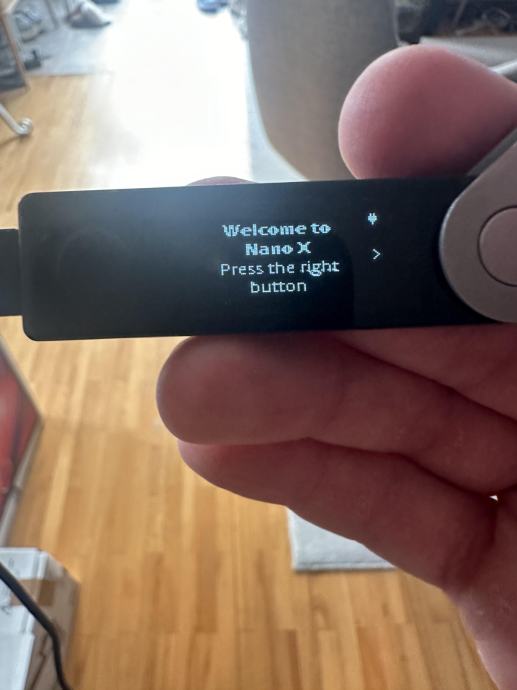 Welcome to
Nano X
Press the right
button